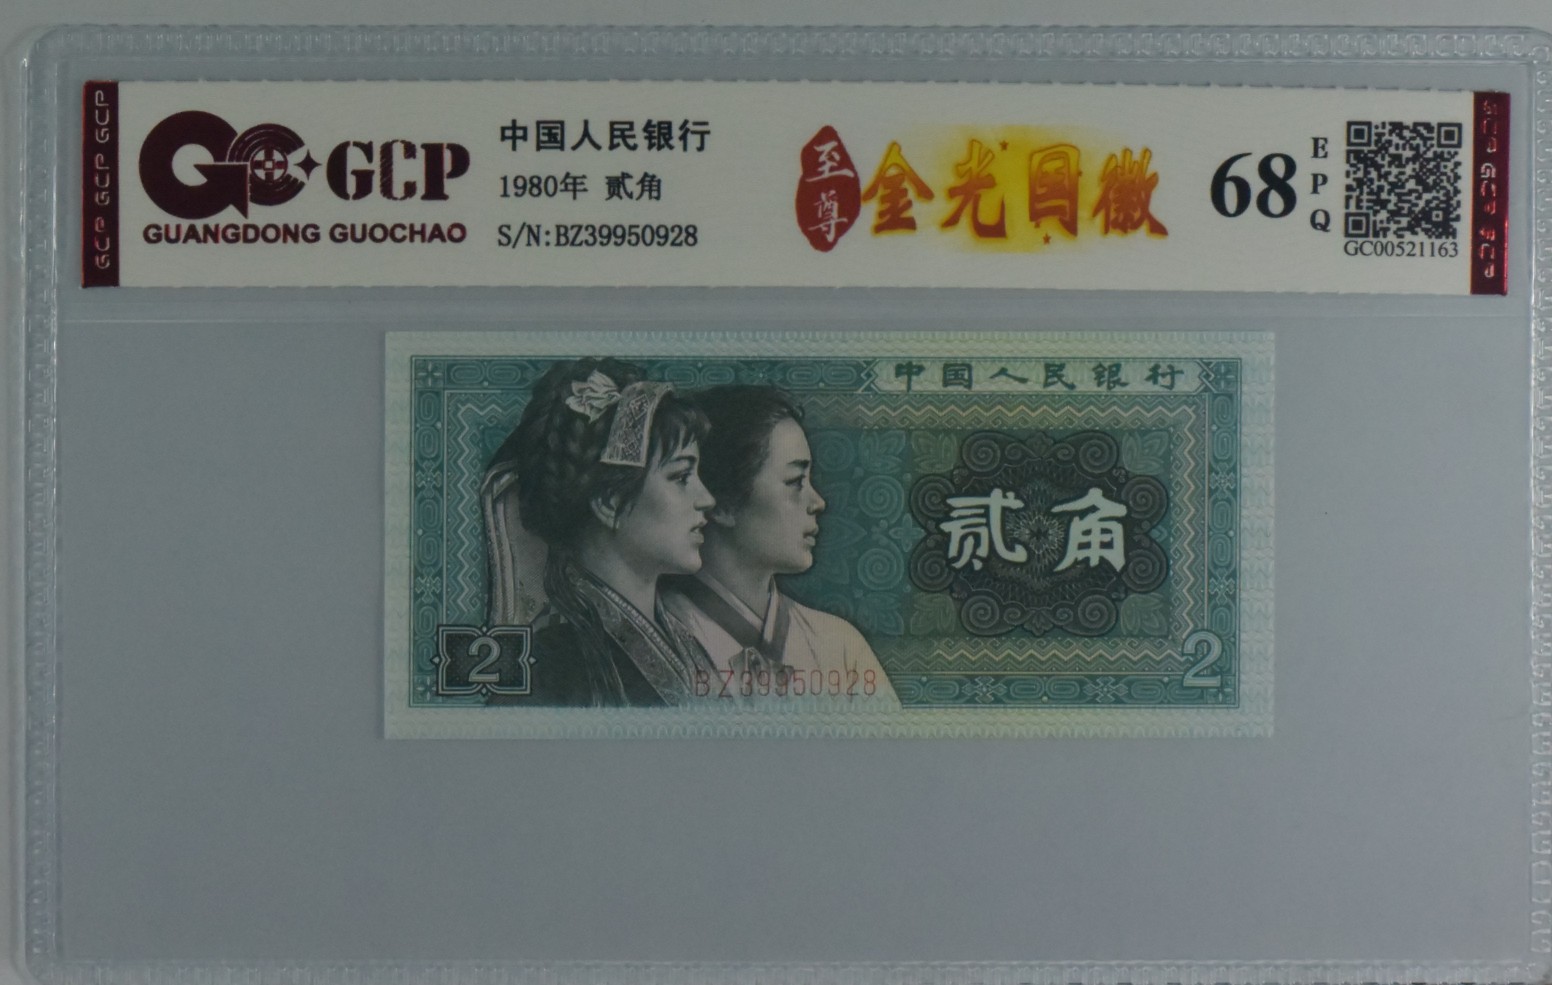 GCP
GUANGDONG GUOCHAO
中国人民银行
1980年 贰角
S/N:BZ39950928
至尊
金光国徽
68
EPQ
GC00521163
GCP GCP GCP
GCP GCP GCP
中国人民银行
贰角
2
2
BZ39950928